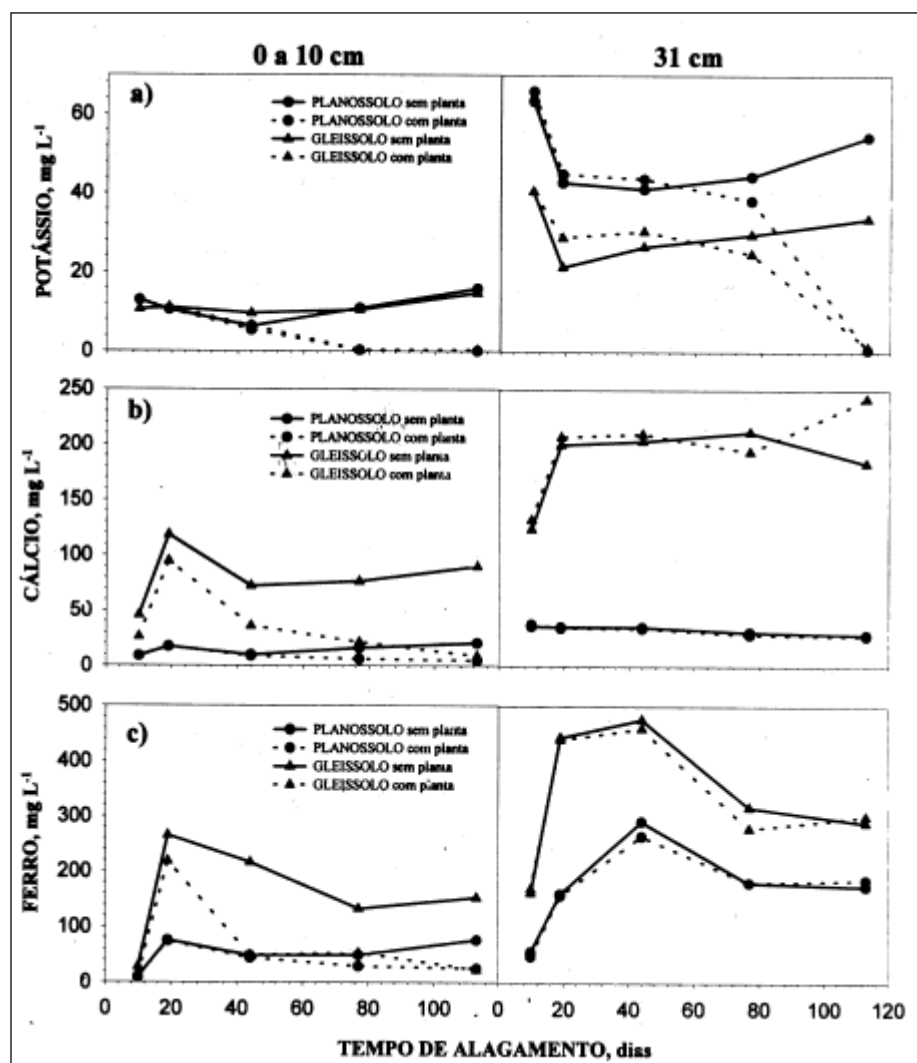 0 a 10 cm
31 cm
a)
PLANOSSOLO sem planta
PLANOSSOLO com planta
GLEISSOLO sem planta
GLEISSOLO com planta
POTÁSSIO, mg L⁻¹
60
40
20
0
b)
PLANOSSOLO sem planta
PLANOSSOLO com planta
GLEISSOLO sem planta
GLEISSOLO com planta
CÁLCIO, mg L⁻¹
250
200
150
100
50
0
c)
PLANOSSOLO sem planta
PLANOSSOLO com planta
GLEISSOLO sem planta
GLEISSOLO com planta
FERRO, mg L⁻¹
500
400
300
200
100
0
0 20 40 60 80 100 0 20 40 60 80 100 120
TEMPO DE ALAGAMENTO, dias